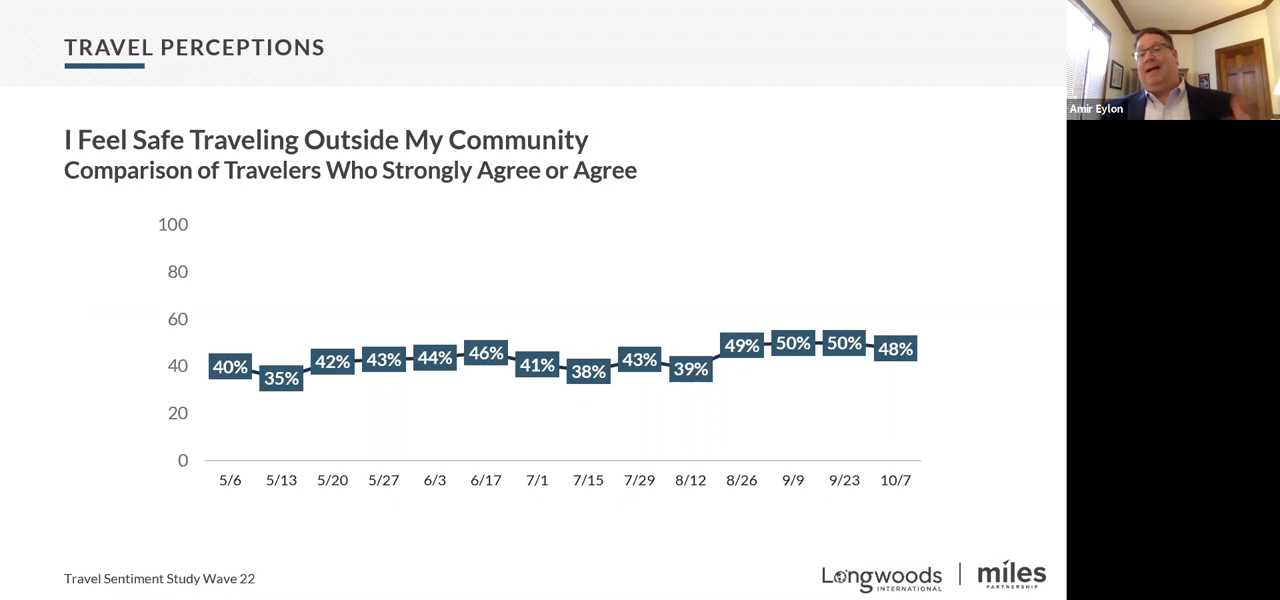 TRAVEL PERCEPTIONS
Amir Eylon
I Feel Safe Traveling Outside My Community
Comparison of Travelers Who Strongly Agree or Agree
100
80
60
40
20
0
40%
35%
42%
43%
44%
46%
41%
38%
43%
39%
49%
50%
50%
48%
5/6 5/13 5/20 5/27 6/3 6/17 7/1 7/15 7/29 8/12 8/26 9/9 9/23 10/7
Travel Sentiment Study Wave 22
Longwoods
INTERNATIONAL
miles
PARTNERSHIP